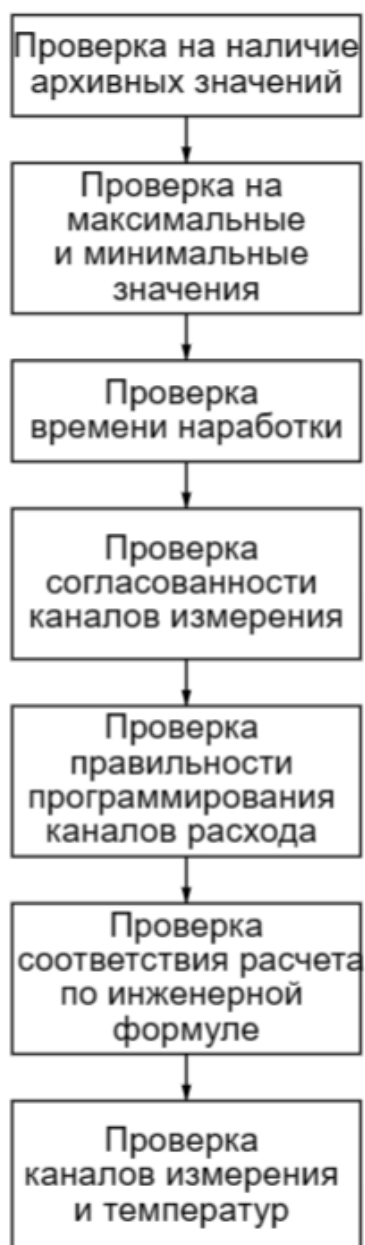 Проверка на наличие
архивных значений
Проверка на
максимальные
и минимальные
значения
Проверка
времени наработки
Проверка
согласованности
каналов измерения
Проверка
правильности
программирования
каналов расхода
Проверка
соответствия расчета
по инженерной
формуле
Проверка
каналов измерения
и температур